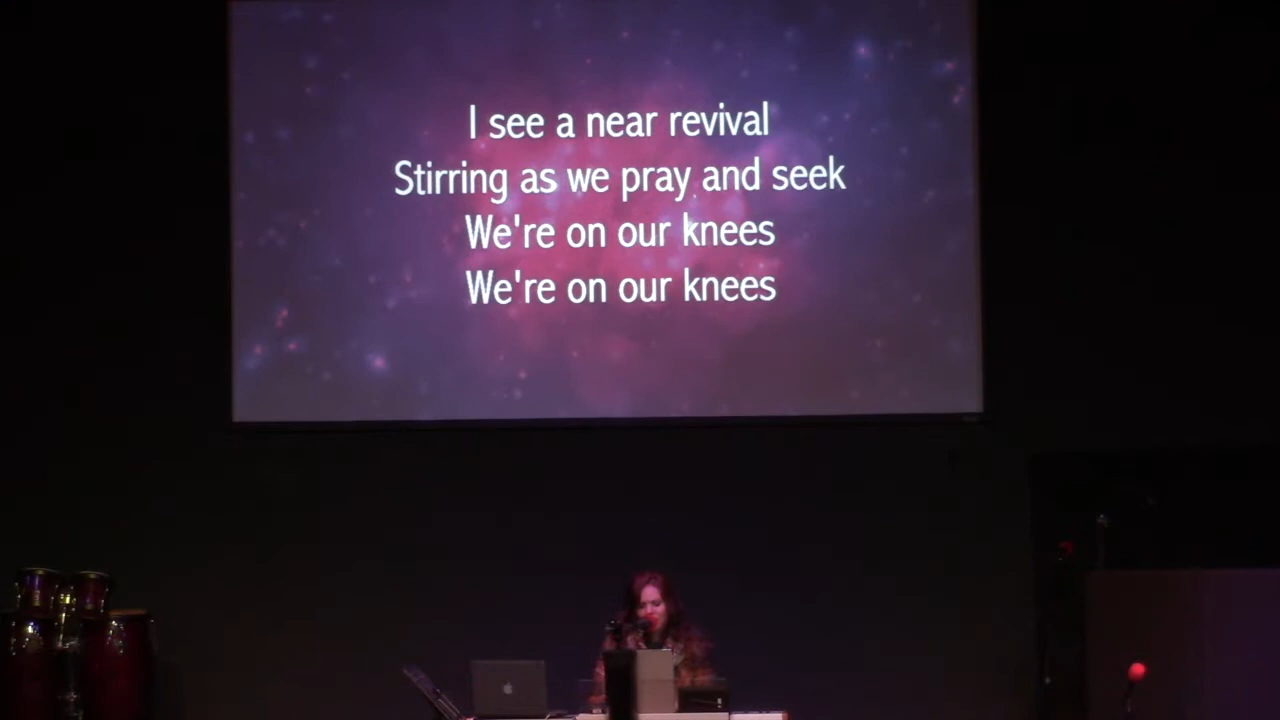 I see a near revival
Stirring as we pray and seek
We're on our knees
We're on our knees